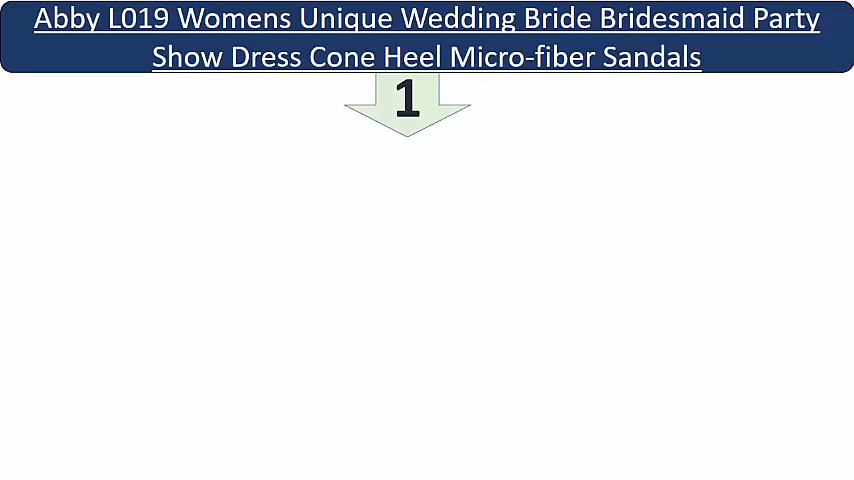 Abby L019 Womens Unique Wedding Bride Bridesmaid Party
Show Dress Cone Heel Micro-fiber Sandals
1